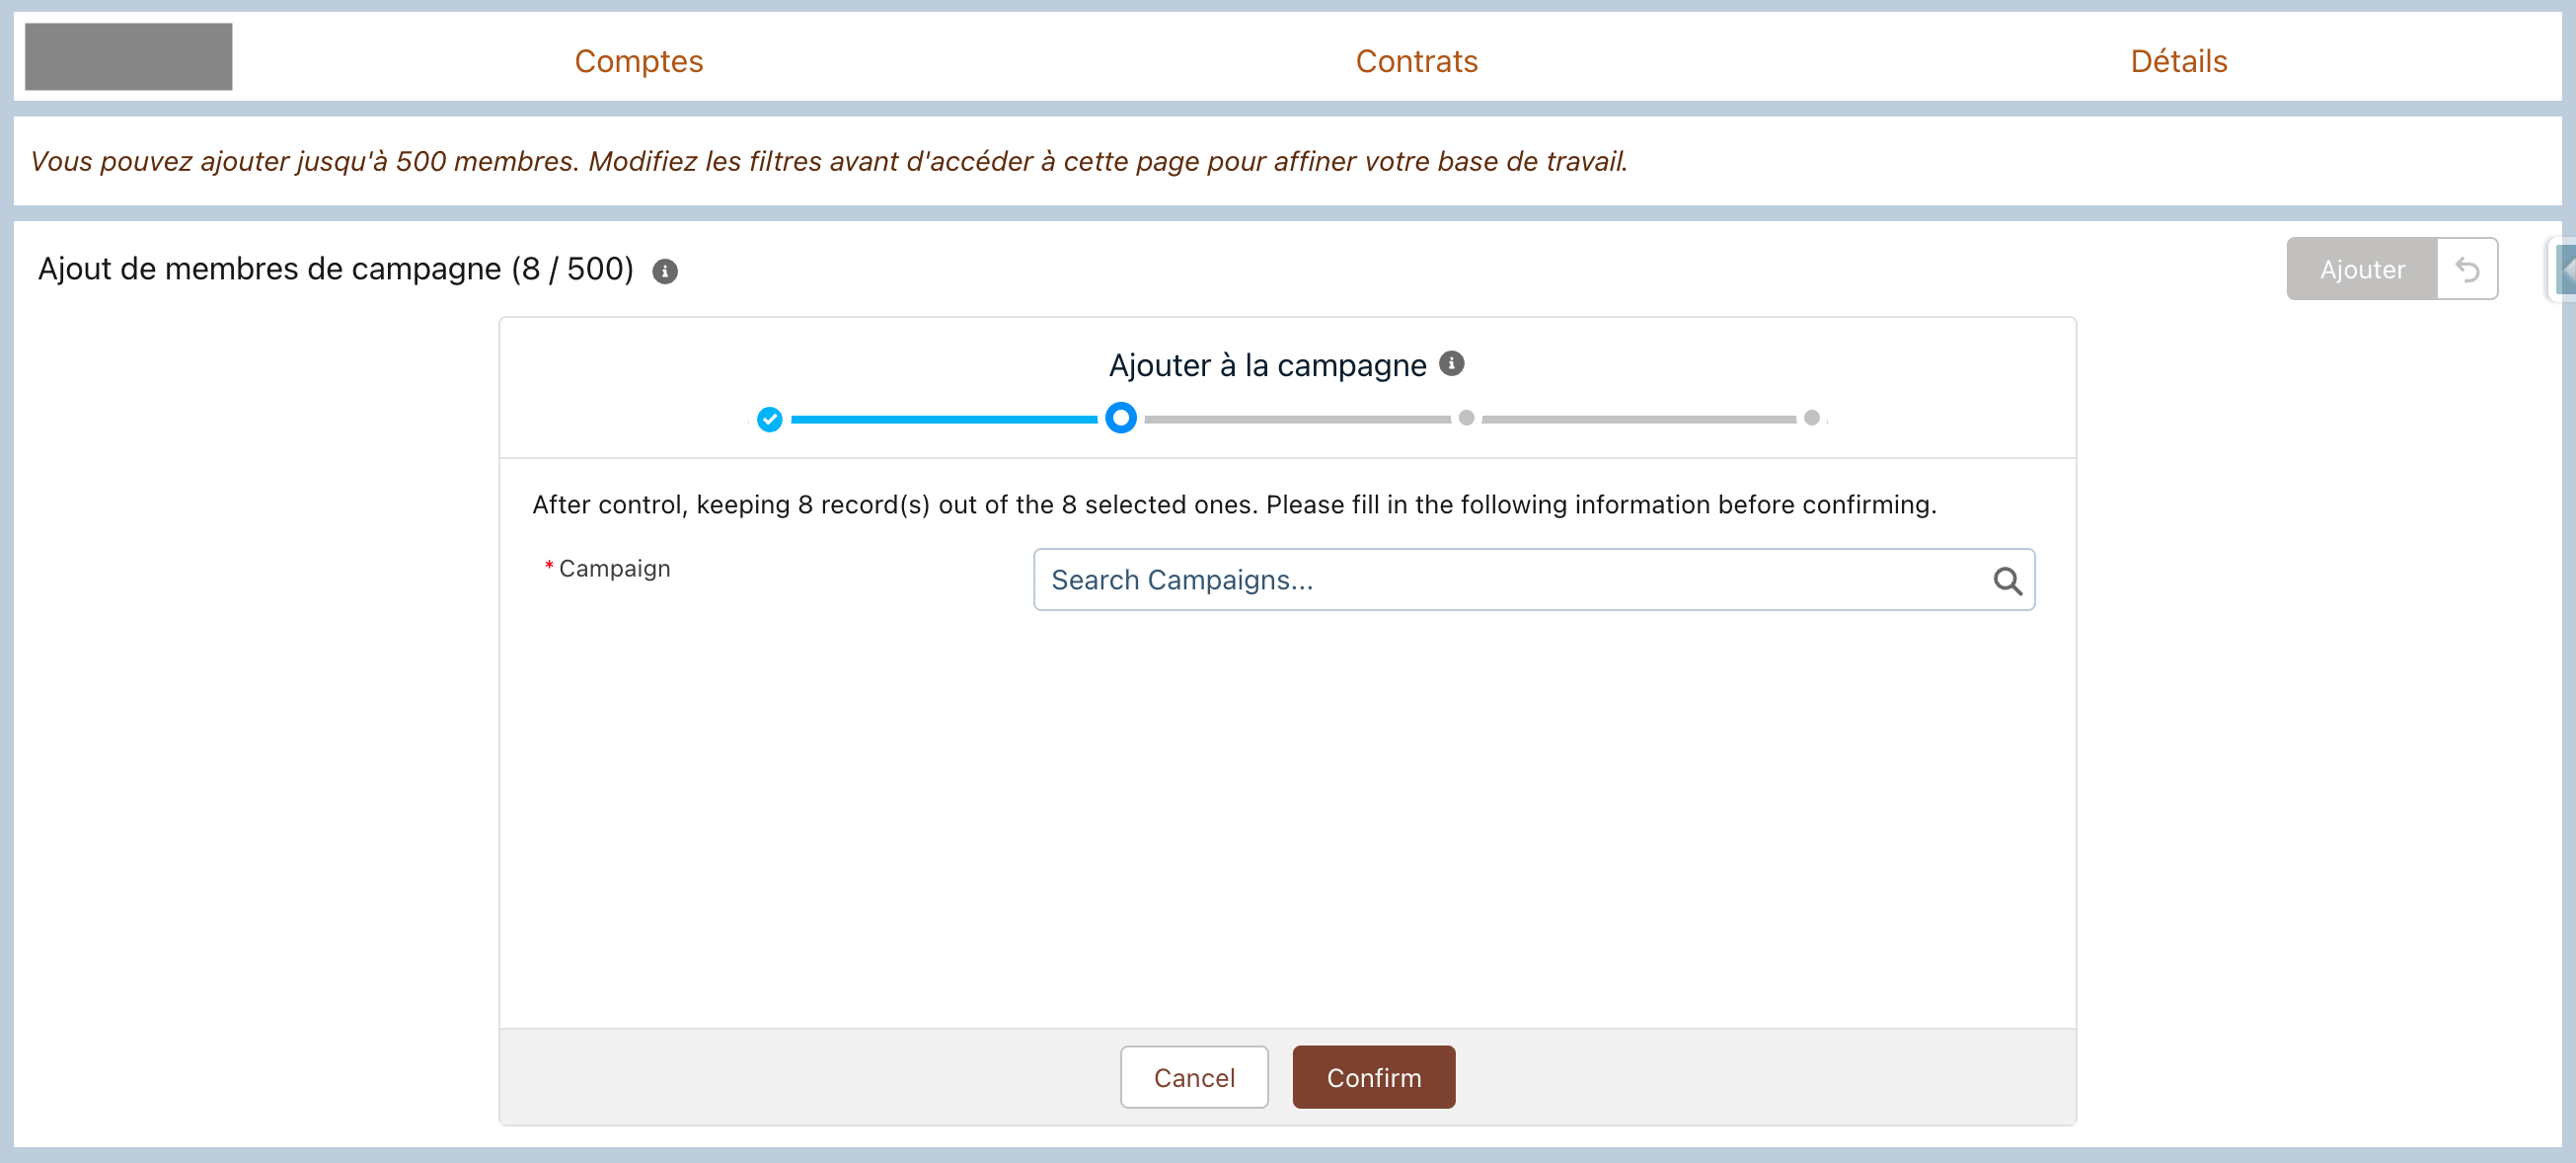 Comptes
Contrats
Détails
Vous pouvez ajouter jusqu'à 500 membres. Modifiez les filtres avant d'accéder à cette page pour affiner votre base de travail.
Ajout de membres de campagne (8 / 500)
Ajouter
Ajouter à la campagne
After control, keeping 8 record(s) out of the 8 selected ones. Please fill in the following information before confirming.
* Campaign
Search Campaigns...
Cancel
Confirm